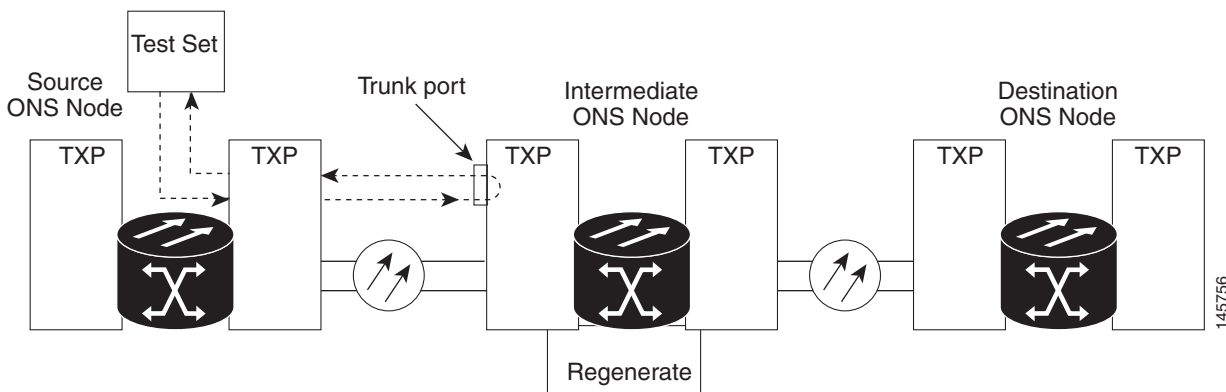 Test Set
Source
ONS Node
Trunk port
Intermediate
ONS Node
Destination
ONS Node
TXP
TXP
TXP
TXP
TXP
TXP
Regenerate
145756